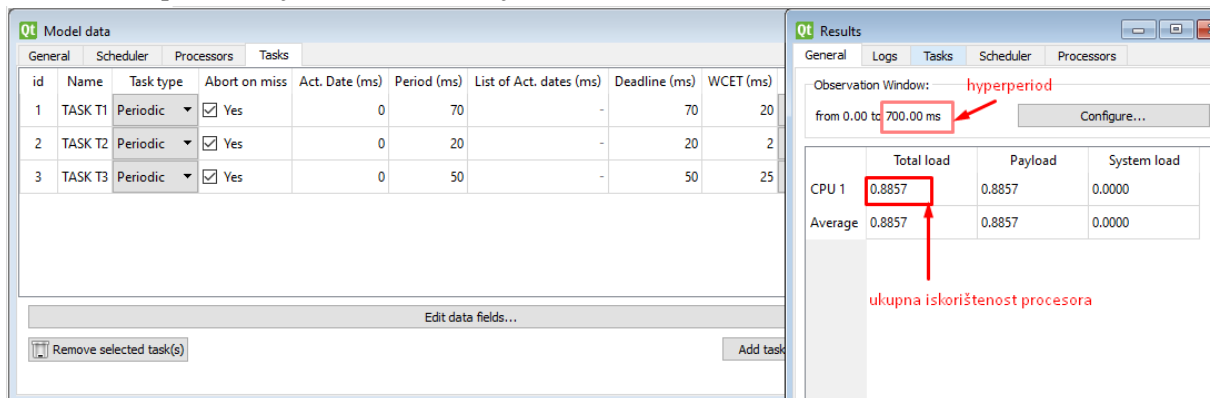 Qt Model data
General Scheduler Processors Tasks
id Name Task type Abort on miss Act. Date (ms) Period (ms) List of Act. dates (ms) Deadline (ms) WCET (ms)
1 TASK T1 Periodic Yes 0 70 - 70 20
2 TASK T2 Periodic Yes 0 20 - 20 2
3 TASK T3 Periodic Yes 0 50 - 50 25
Edit data fields...
Remove selected task(s) Add task
Qt Results
General Logs Tasks Scheduler Processors
Observation Window: hyperperiod
from 0.00 to 700.00 ms Configure...
Total load Payload System load
CPU 1 0.8857 0.8857 0.0000
Average 0.8857 0.8857 0.0000
ukupna iskorištenost procesora